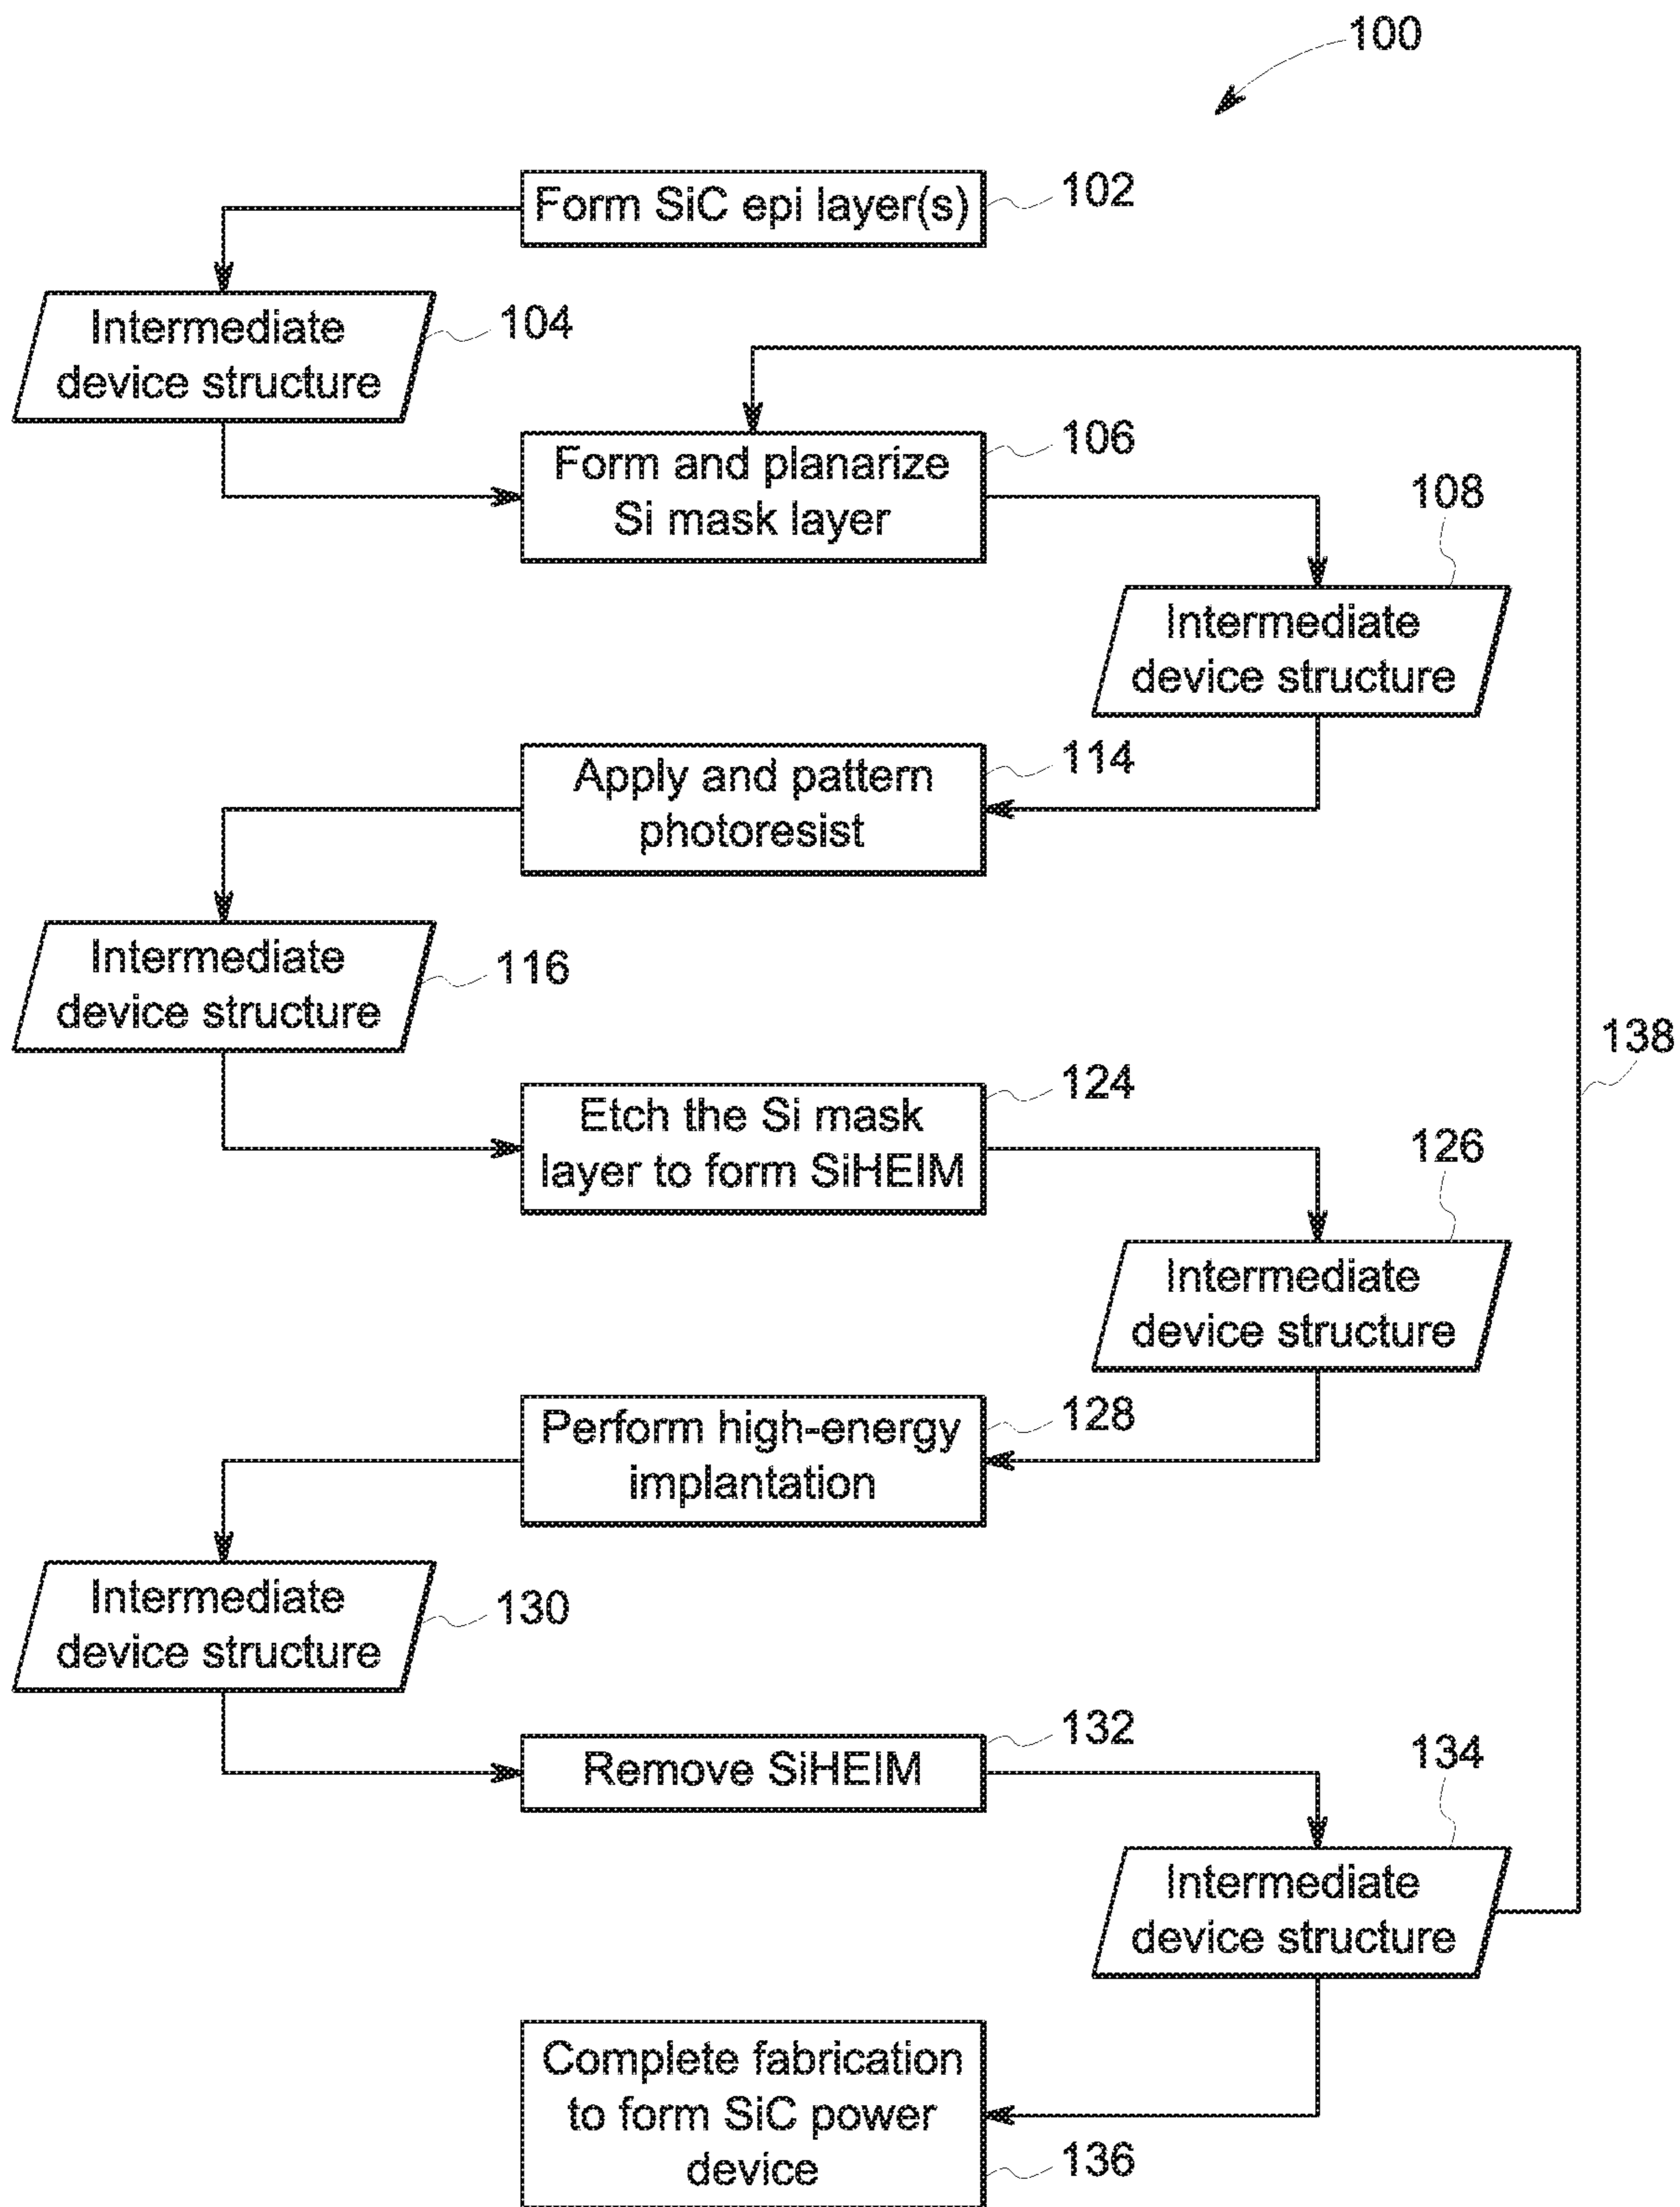 100
Form SiC epi layer(s)
102
Intermediate
device structure
104
Form and planarize
Si mask layer
106
108
Intermediate
device structure
Apply and pattern
photoresist
114
Intermediate
device structure
116
138
Etch the Si mask
layer to form SiHEIM
124
126
Intermediate
device structure
Perform high-energy
implantation
128
Intermediate
device structure
130
Remove SiHEIM
132
134
Intermediate
device structure
Complete fabrication
to form SiC power
device
136